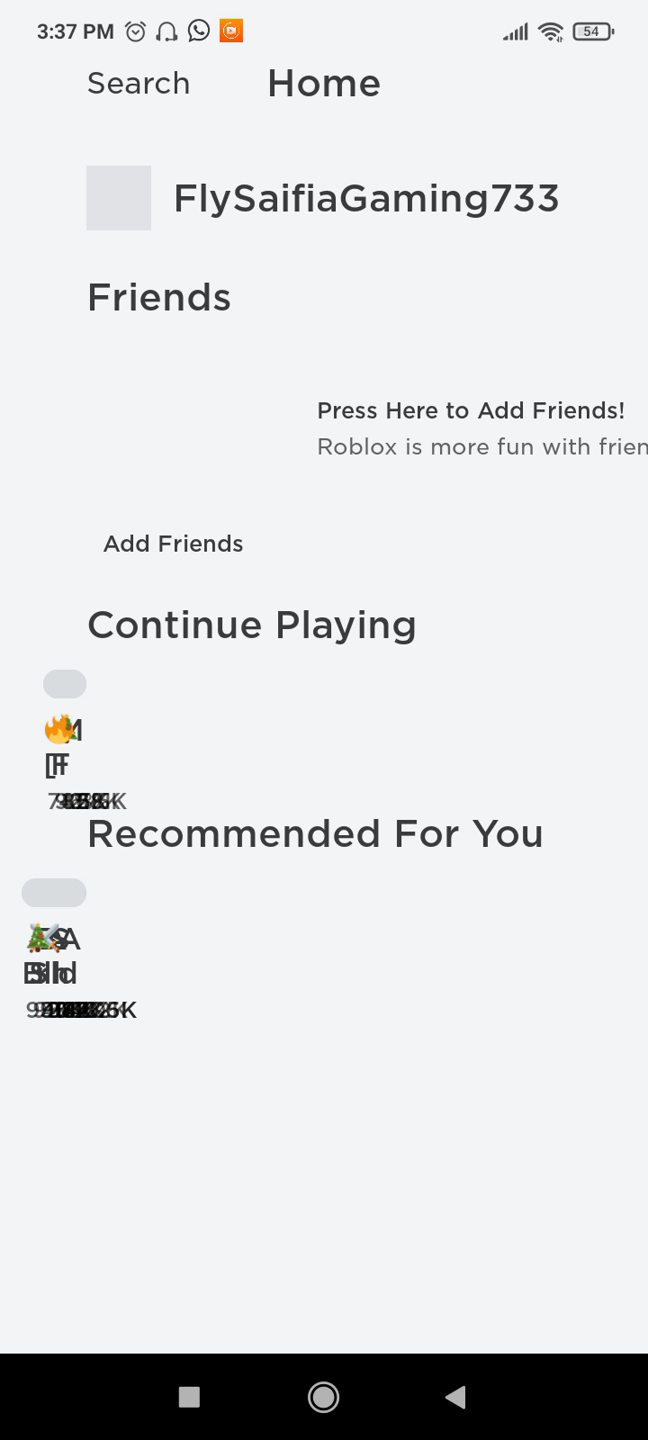 3:37 PM
54
Search
Home
FlySaifiaGaming733
Friends
Press Here to Add Friends!
Roblox is more fun with frien
Add Friends
Continue Playing
Recommended For You